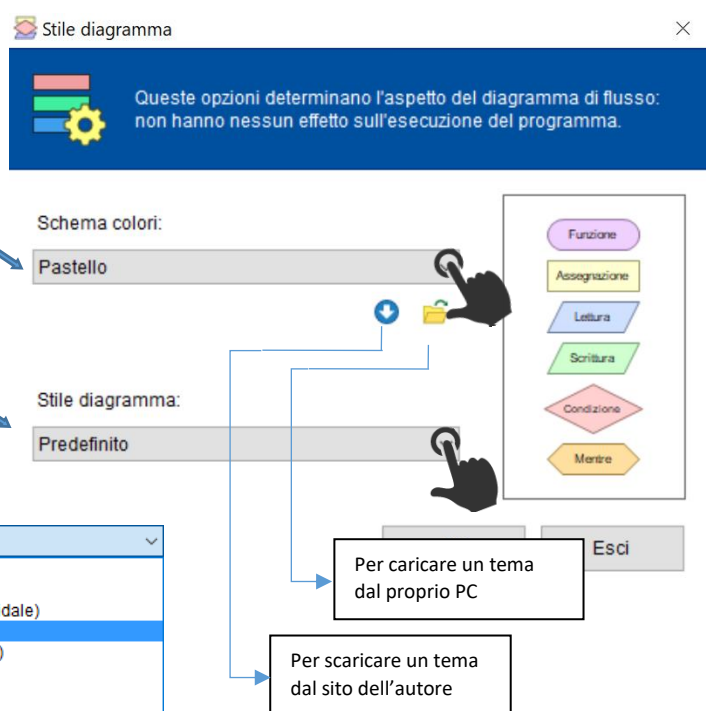 Stile diagramma
Queste opzioni determinano l'aspetto del diagramma di flusso:
non hanno nessun effetto sull'esecuzione del programma.
Schema colori:
Pastello
Funzione
Assegnazione
Lettura
Scrittura
Condizione
Mentre
Stile diagramma:
Predefinito
Esci
dale)
)
Per caricare un tema
dal proprio PC
Per scaricare un tema
dal sito dell’autore